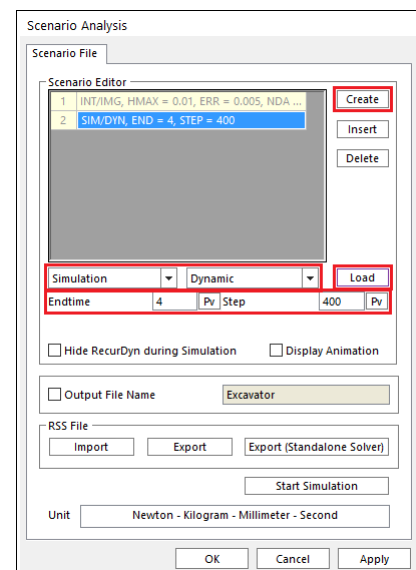 Scenario Analysis
Scenario File
Scenario Editor
1 INT/IMG, HMAX = 0.01, ERR = 0.005, NDA ...
2 SIM/DYN, END = 4, STEP = 400
Create
Insert
Delete
Simulation Dynamic Load
Endtime 4 Pv Step 400 Pv
Hide RecurDyn during Simulation Display Animation
Output File Name Excavator
RSS File
Import Export Export (Standalone Solver)
Start Simulation
Unit Newton - Kilogram - Millimeter - Second
OK Cancel Apply